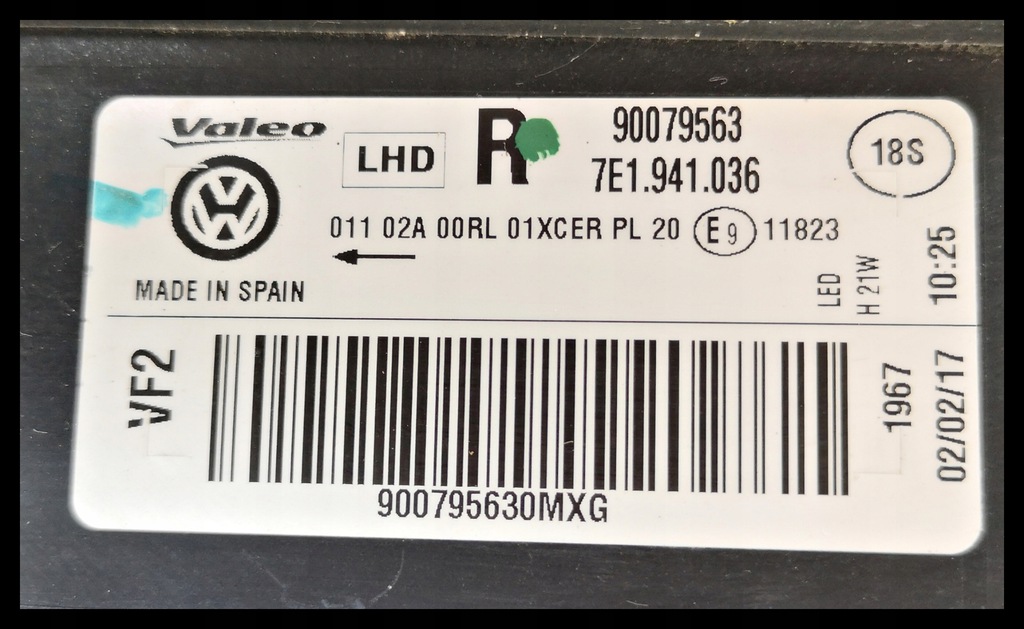 Valeo
LHD
R
90079563
7E1.941.036
18S
011 02A 00RL 01XCER PL 20 E9 11823
MADE IN SPAIN
LED
H 21W
10:25
VF2
1967
02/02/17
900795630MXG